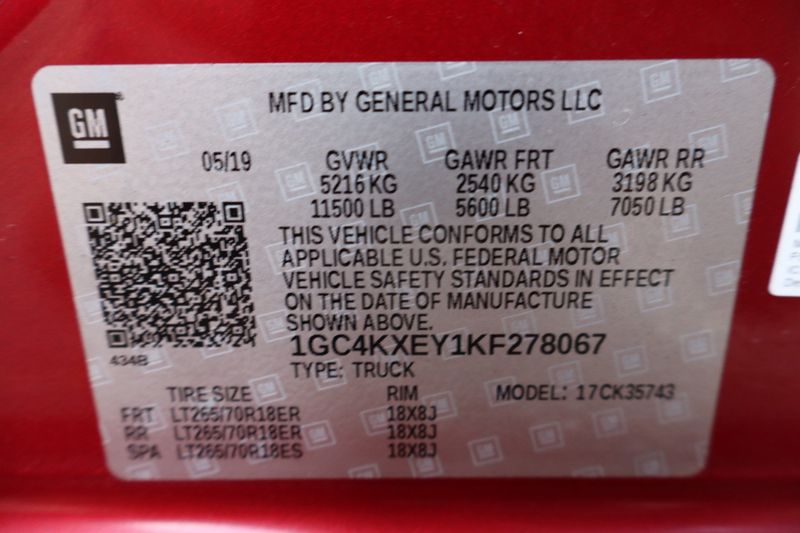 GM
MFD BY GENERAL MOTORS LLC
05/19 GVWR GAWR FRT GAWR RR
5216 KG 2540 KG 3198 KG
11500 LB 5600 LB 7050 LB
THIS VEHICLE CONFORMS TO ALL
APPLICABLE U.S. FEDERAL MOTOR
VEHICLE SAFETY STANDARDS IN EFFECT
ON THE DATE OF MANUFACTURE
SHOWN ABOVE.
434B
1GC4KXEY1KF278067
TYPE: TRUCK
TIRE SIZE RIM MODEL: 17CK35743
FRT LT265/70R18ER 18X8J
RR LT265/70R18ER 18X8J
SPA LT265/70R18ES 18X8J